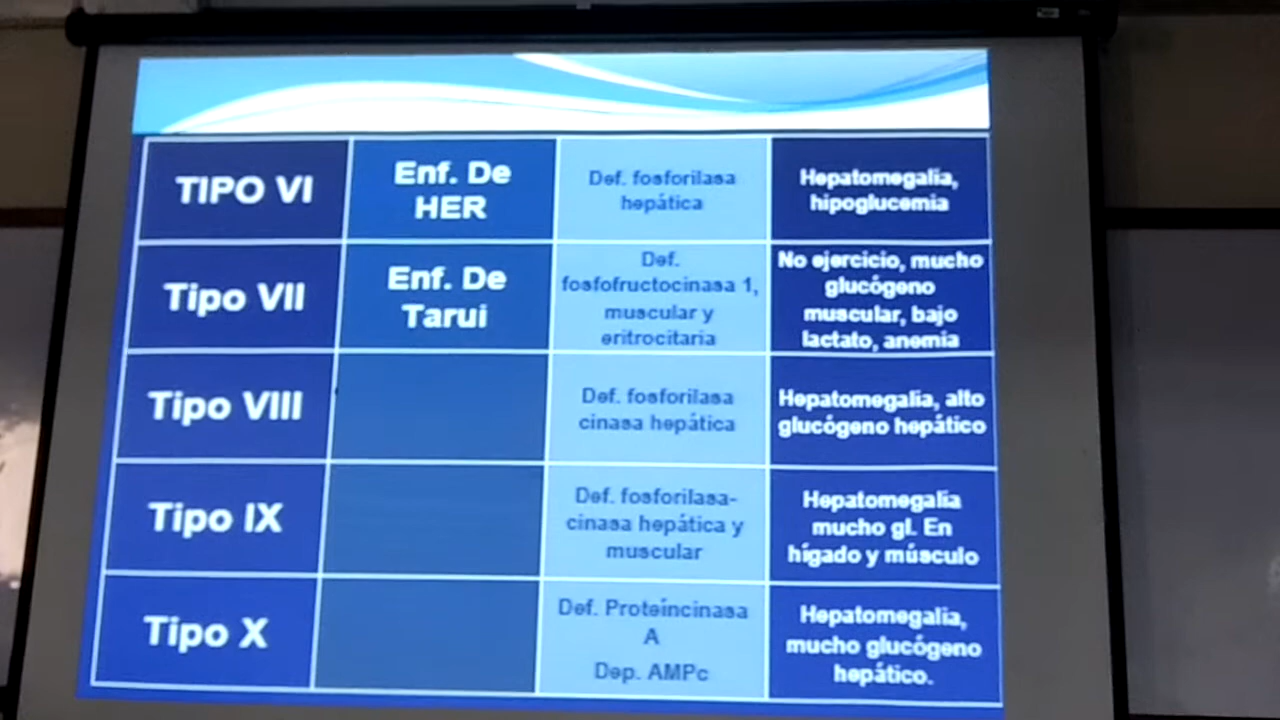 TIPO VI
Enf. De
HER
Def. fosforilasa
hepática
Hepatomegalia,
hipoglucemia
Tipo VII
Enf. De
Tarui
Def.
fosfofructocinasa 1,
muscular y
eritrocitaria
No ejercicio, mucho
glucógeno
muscular, bajo
lactato, anemia
Tipo VIII
Def. fosforilasa
cinasa hepática
Hepatomegalia, alto
glucógeno hepático
Tipo IX
Def. fosforilasa-
cinasa hepática y
muscular
Hepatomegalia
mucho gl. En
hígado y músculo
Tipo X
Def. Proteincinasa
A
Dep. AMPc
Hepatomegalia,
mucho glucógeno
hepático.